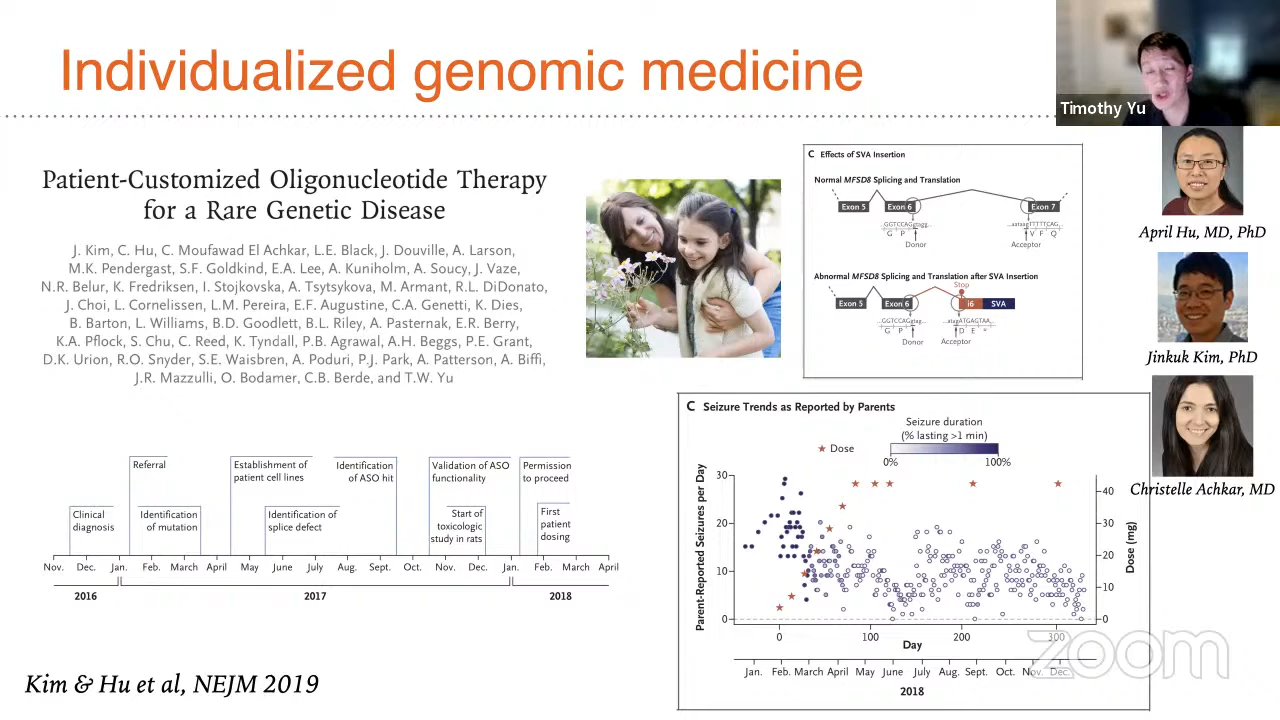 Individualized genomic medicine
Timothy Yu
Patient-Customized Oligonucleotide Therapy
for a Rare Genetic Disease
J. Kim, C. Hu, C. Moufawad El Achkar, L.E. Black, J. Douville, A. Larson,
M.K. Pendergast, S.F. Goldkind, E.A. Lee, A. Kuniholm, A. Soucy, J. Vaze,
N.R. Belur, K. Fredriksen, I. Stojkovska, A. Tsytsykova, M. Armant, R.L. DiDonato,
J. Choi, L. Cornelissen, L.M. Pereira, E.F. Augustine, C.A. Genetti, K. Dies,
B. Barton, L. Williams, B.D. Goodlett, B.L. Riley, A. Pasternak, E.R. Berry,
K.A. Pflock, S. Chu, C. Reed, K. Tyndall, P.B. Agrawal, A.H. Beggs, P.E. Grant,
D.K. Urion, R.O. Snyder, S.E. Waisbren, A. Poduri, P.J. Park, A. Patterson, A. Biffi,
J.R. Mazzulli, O. Bodamer, C.B. Berde, and T.W. Yu
C Effects of SVA Insertion
Normal MFSD8 Splicing and Translation
Exon 5 Exon 6 Exon 7
...GGTCCAGgtagg... ...aataagTTTTTCAG...
G P V F Q
Donor Acceptor
Abnormal MFSD8 Splicing and Translation after SVA Insertion
Stop
Exon 5 Exon 6 i6 SVA
...GGTCCAGgtag... ...atagATGAGTAA...
G P D E *
Donor Acceptor
April Hu, MD, PhD
Jinkuk Kim, PhD
Christelle Achkar, MD
Referral
Establishment of
patient cell lines
Identification
of ASO hit
Validation of ASO
functionality
Permission
to proceed
Clinical
diagnosis
Identification
of mutation
Identification of
splice defect
Start of
toxicologic
study in rats
First
patient
dosing
Nov. Dec. Jan. Feb. March April May June July Aug. Sept. Oct. Nov. Dec. Jan. Feb. March April
2016 2017 2018
C Seizure Trends as Reported by Parents
Seizure duration
(% lasting >1 min)
Dose
0% 100%
Parent-Reported Seizures per Day
30
20
10
0
40
30
20
10
0
Dose (mg)
0 100 200 300
Day
Jan. Feb. March April May June July Aug. Sept. Oct. Nov. Dec.
2018
zoom
Kim & Hu et al, NEJM 2019